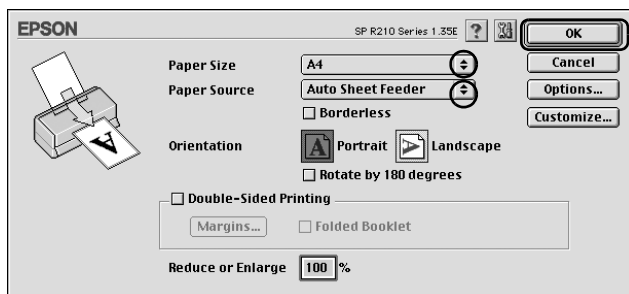 EPSON SP R210 Series 1.35E ? OK
Paper Size A4 Cancel
Paper Source Auto Sheet Feeder Options...
Borderless Customize...
Orientation A Portrait A Landscape
Rotate by 180 degrees
Double-Sided Printing
Margins... Folded Booklet
Reduce or Enlarge 100 %
A